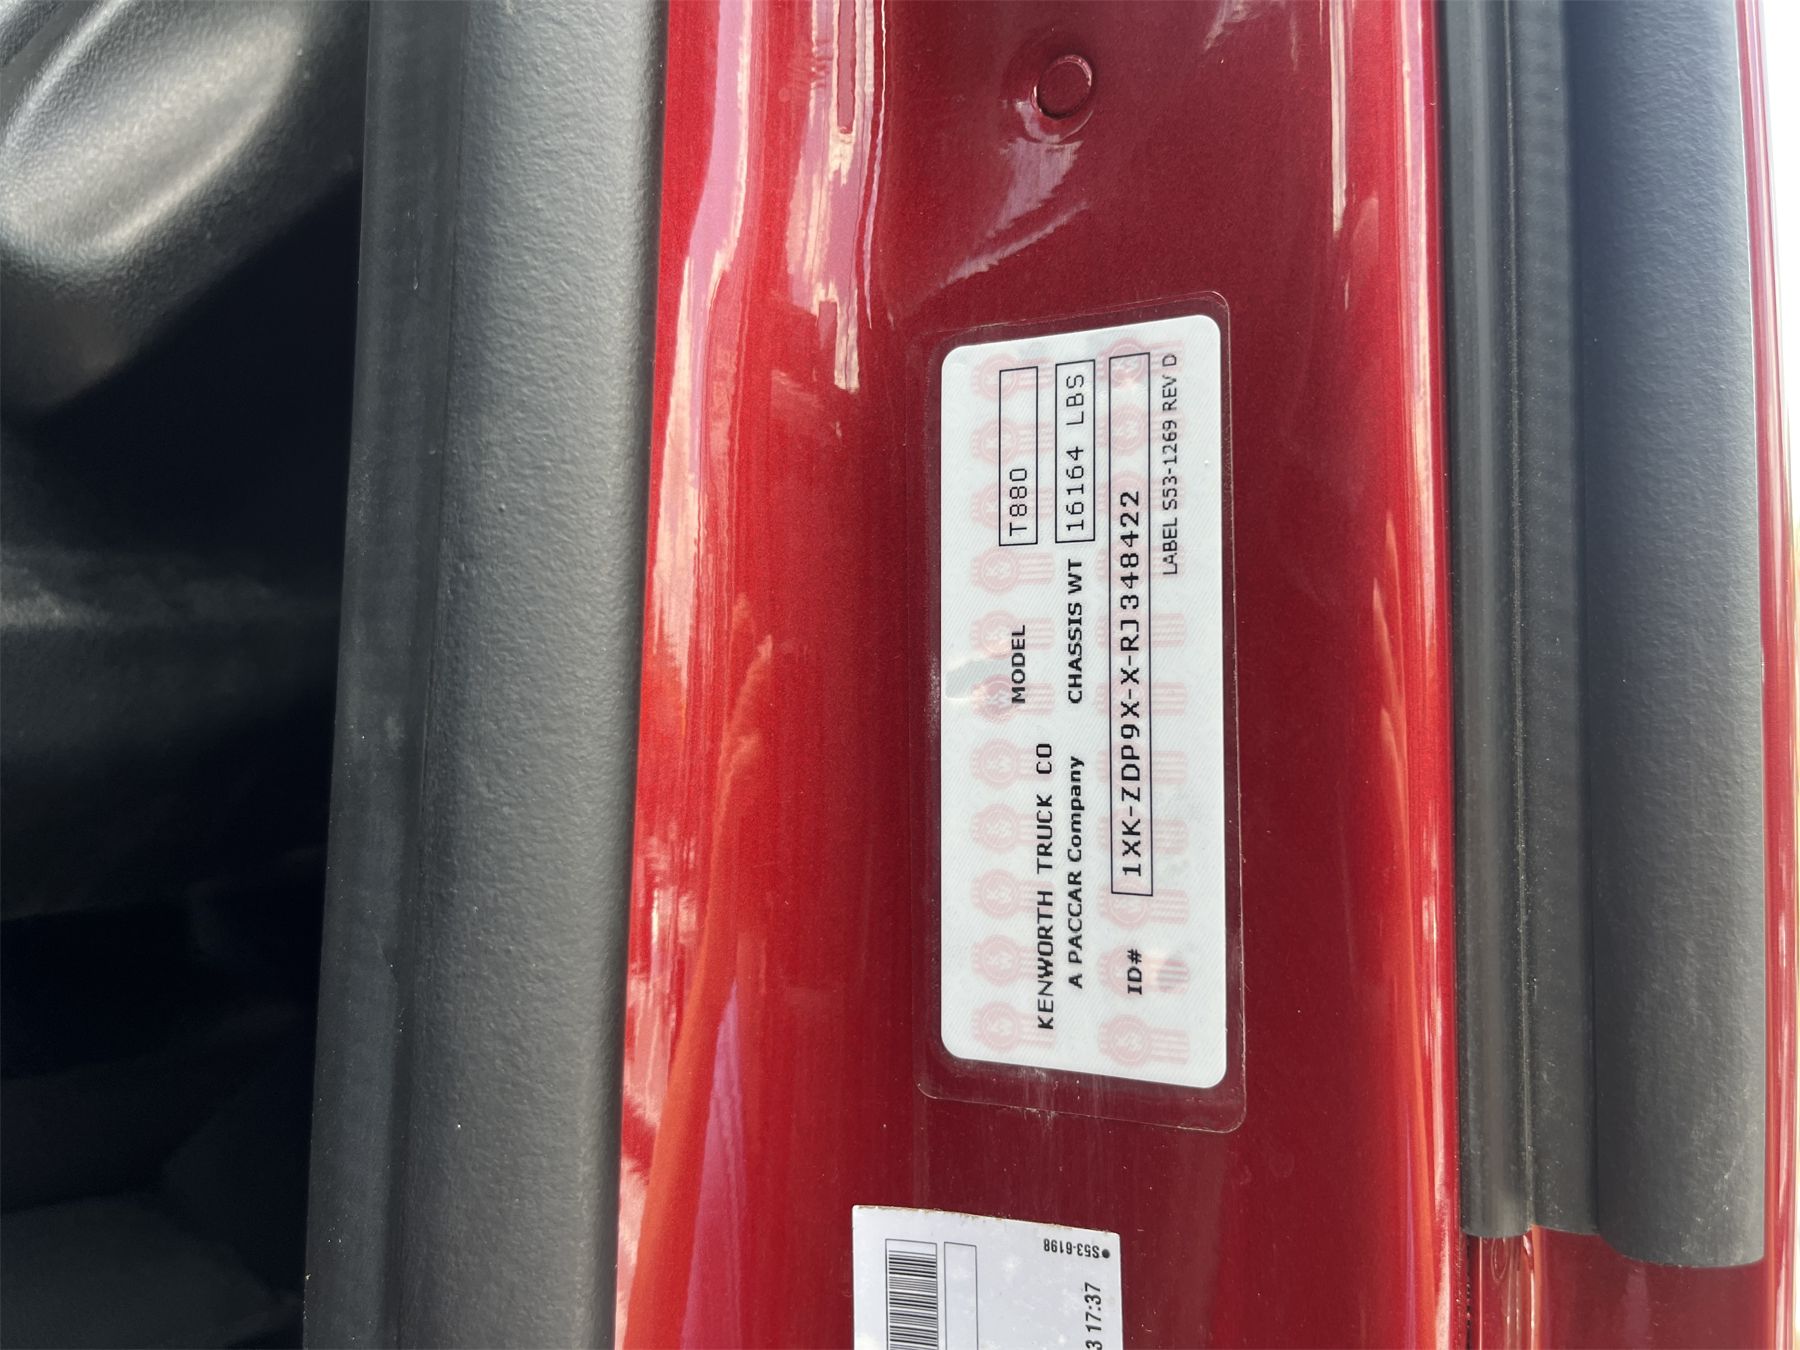 KENWORTH TRUCK CO
A PACCAR Company
MODEL T880
CHASSIS WT 16164 LBS
ID# 1XK-ZDP9X-X-RJ348422
LABEL S53-1269 REV D
S53-6198
3 17:37